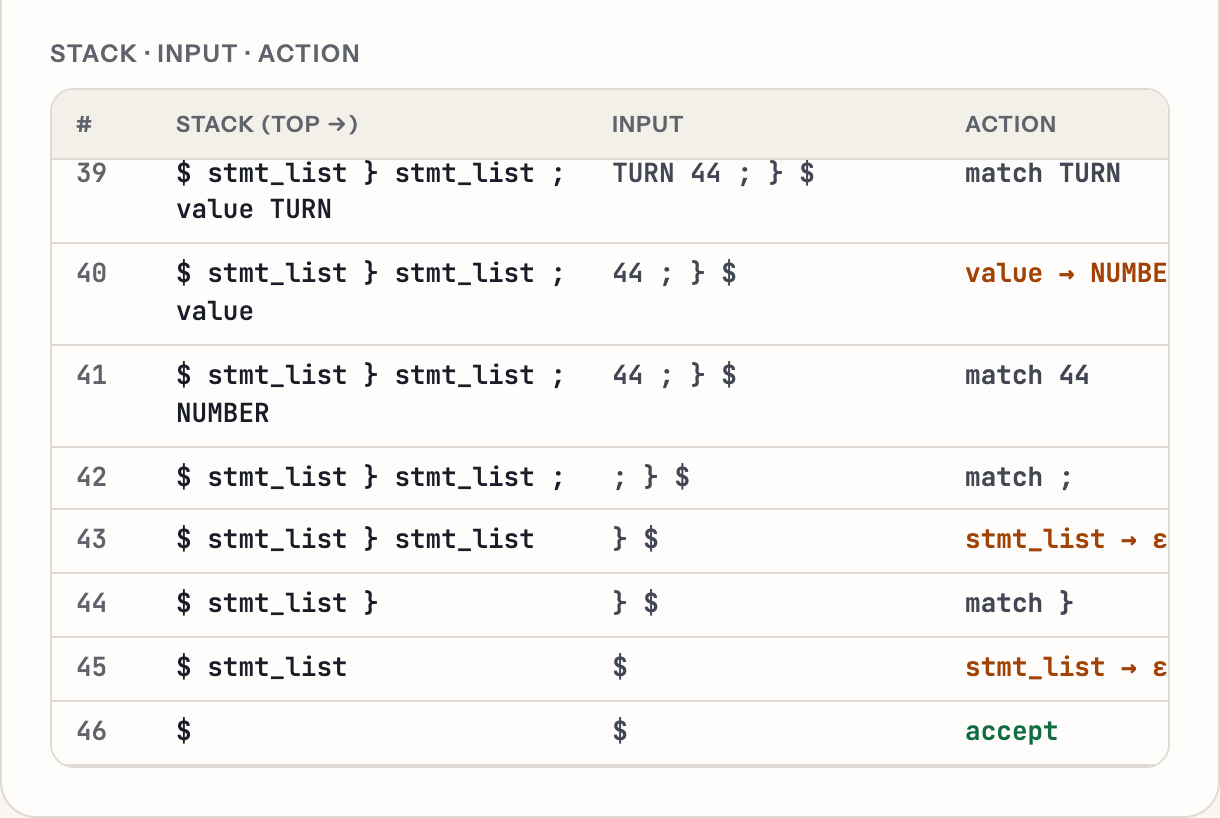 STACK · INPUT · ACTION
# STACK (TOP →) INPUT ACTION
39 $ stmt_list } stmt_list ; TURN 44 ; } $ match TURN
value TURN
40 $ stmt_list } stmt_list ; 44 ; } $ value → NUMBE
value
41 $ stmt_list } stmt_list ; 44 ; } $ match 44
NUMBER
42 $ stmt_list } stmt_list ; ; } $ match ;
43 $ stmt_list } stmt_list } $ stmt_list → ε
44 $ stmt_list } } $ match }
45 $ stmt_list $ stmt_list → ε
46 $ $ accept